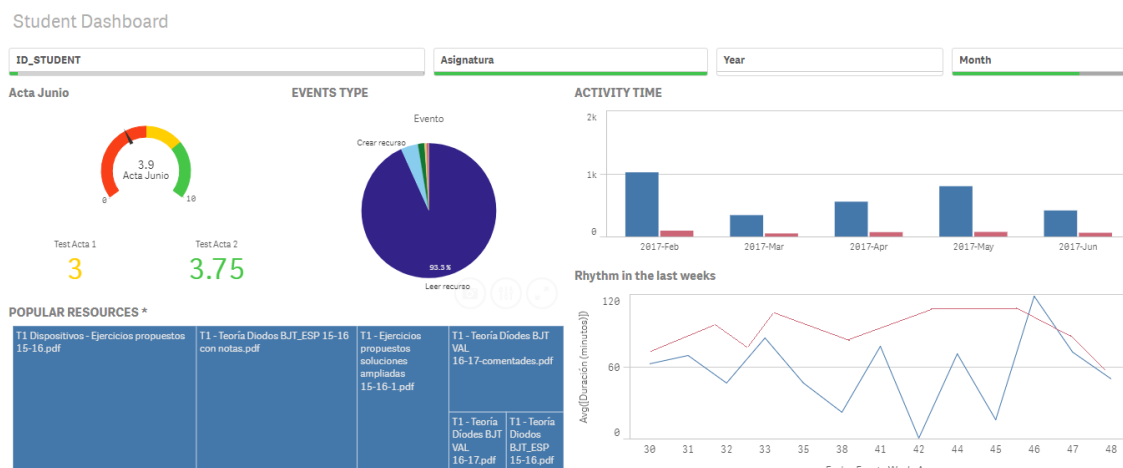 Student Dashboard
ID_STUDENT
Asignatura
Year
Month
Acta Junio
EVENTS TYPE
ACTIVITY TIME
3.9
Acta Junio
0
10
Test Acta 1
3
Test Acta 2
3.75
Evento
Crear recurso
93.5 %
Leer recurso
2k
1k
0
2017-Feb
2017-Mar
2017-Apr
2017-May
2017-Jun
POPULAR RESOURCES *
T1 Dispositivos - Ejercicios propuestos
15-16.pdf
T1 - Teoría Diodos BJT_ESP 15-16
con notas.pdf
T1 - Ejercicios
propuestos
soluciones
ampliadas
15-16-1.pdf
T1 - Teoría Díodes BJT
VAL
16-17-comentades.pdf
T1 - Teoría
Díodes BJT
VAL
16-17.pdf
T1 - Teoría
Diodos
BJT_ESP
15-16.pdf
Rhythm in the last weeks
Avg([Duración (minutos)])
120
60
0
30
31
32
33
35
38
41
42
44
45
46
47
48